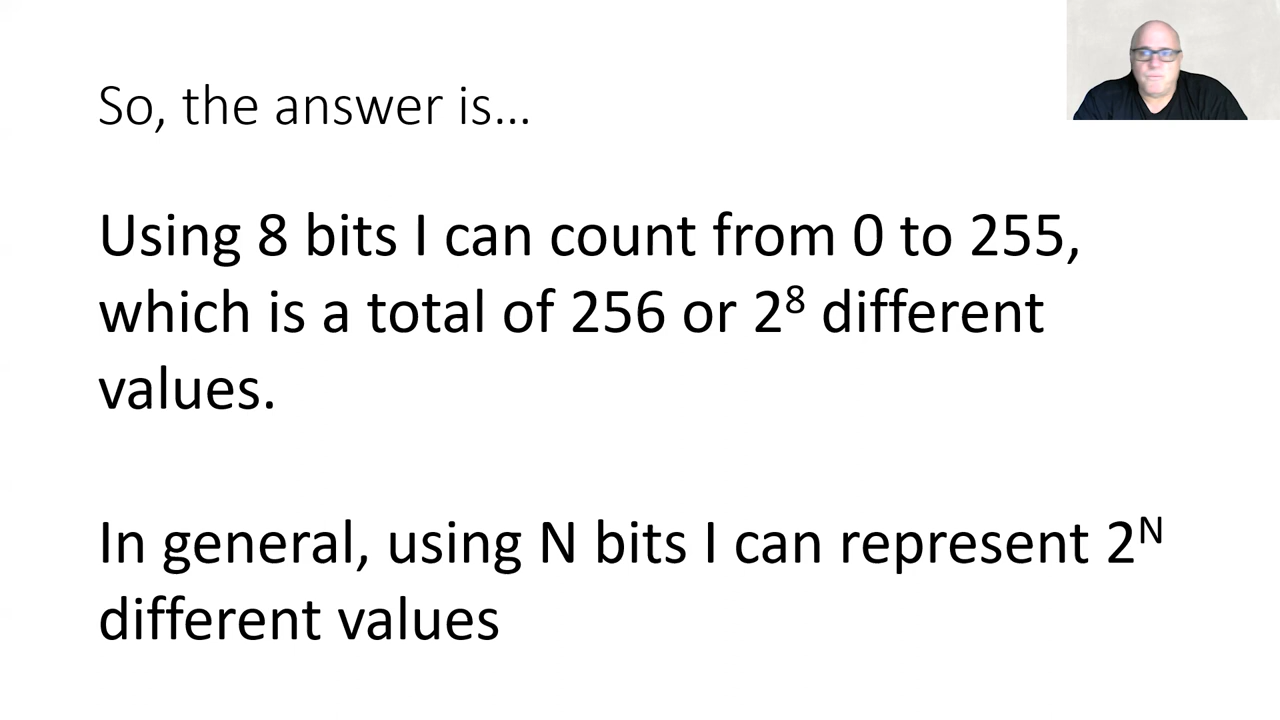 So, the answer is...
Using 8 bits I can count from 0 to 255,
which is a total of 256 or 2⁸ different
values.
In general, using N bits I can represent 2ᴺ
different values